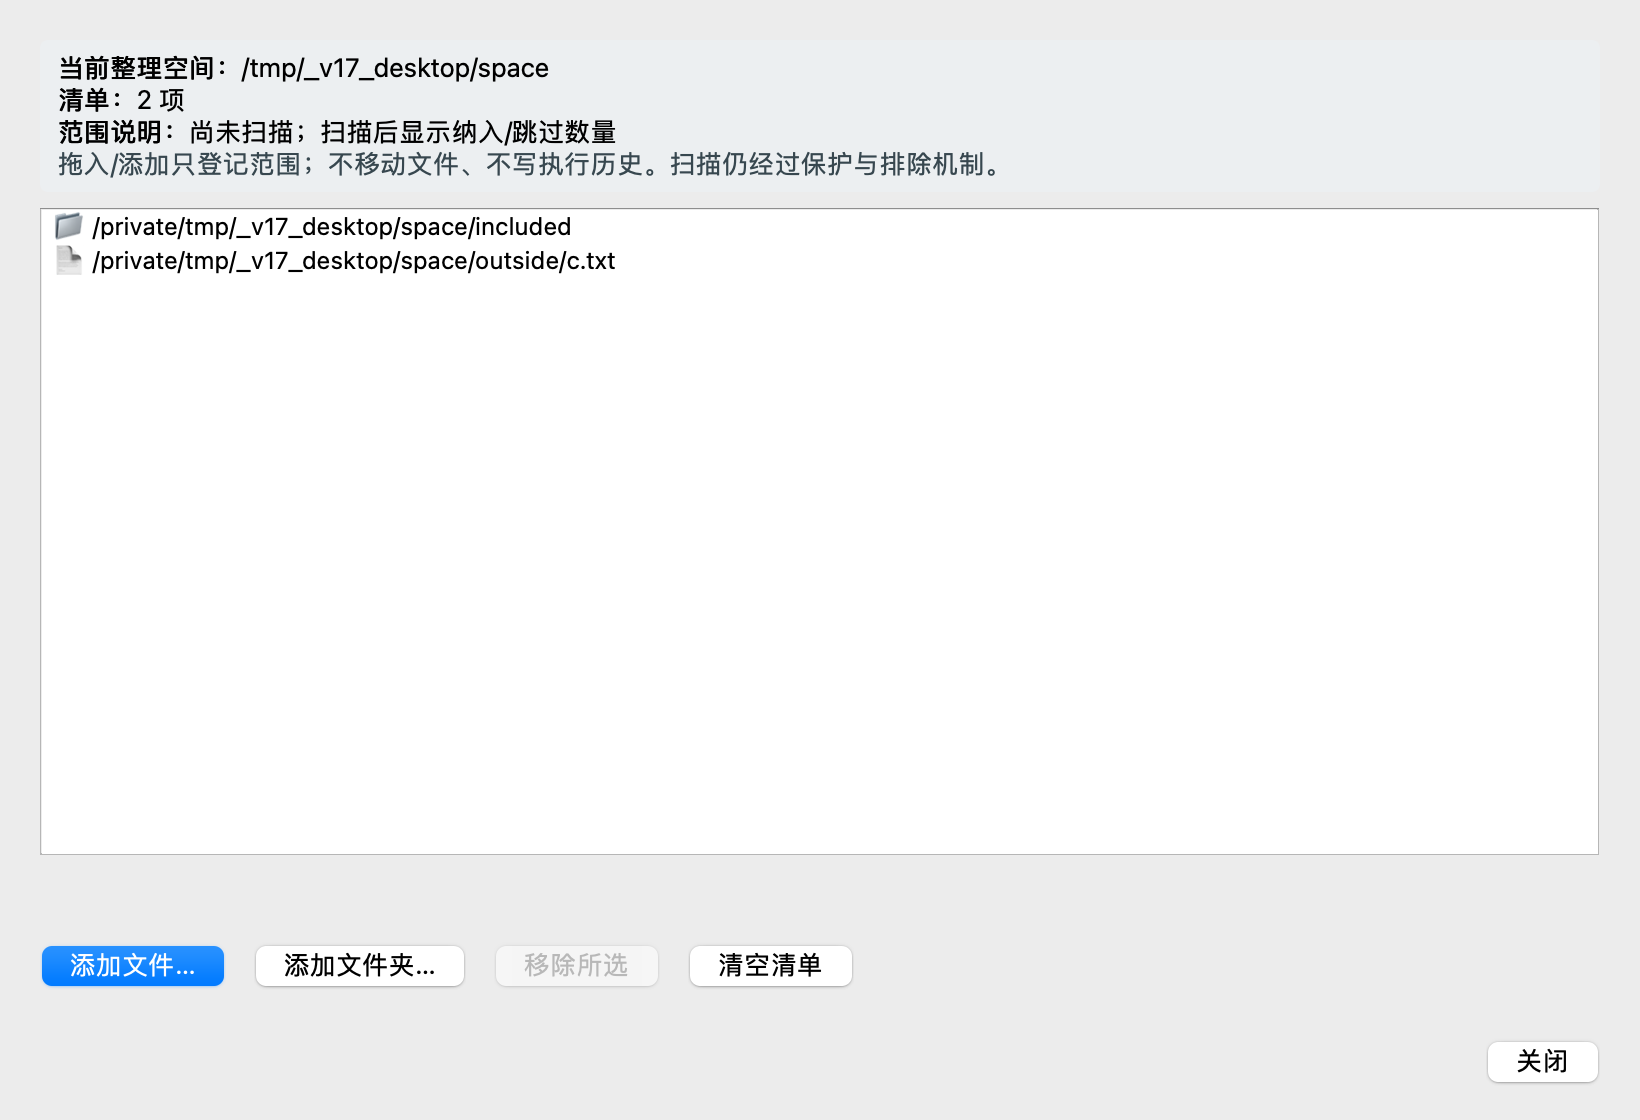 当前整理空间：/tmp/_v17_desktop/space
清单：2 项
范围说明：尚未扫描；扫描后显示纳入/跳过数量
拖入/添加只登记范围；不移动文件、不写执行历史。扫描仍经过保护与排除机制。
/private/tmp/_v17_desktop/space/included
/private/tmp/_v17_desktop/space/outside/c.txt
添加文件...
添加文件夹...
移除所选
清空清单
关闭